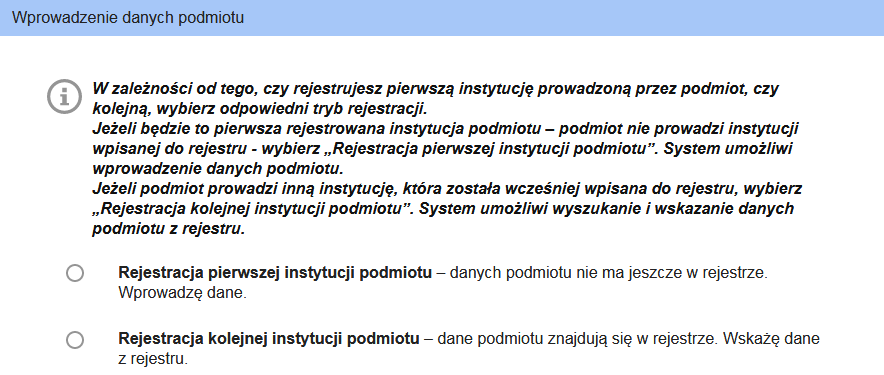 Wprowadzenie danych podmiotu
W zależności od tego, czy rejestrujesz pierwszą instytucję prowadzoną przez podmiot, czy
kolejną, wybierz odpowiedni tryb rejestracji.
Jeżeli będzie to pierwsza rejestrowana instytucja podmiotu – podmiot nie prowadzi instytucji
wpisanej do rejestru - wybierz „Rejestracja pierwszej instytucji podmiotu”. System umożliwi
wprowadzenie danych podmiotu.
Jeżeli podmiot prowadzi inną instytucję, która została wcześniej wpisana do rejestru, wybierz
„Rejestracja kolejnej instytucji podmiotu”. System umożliwi wyszukanie i wskazanie danych
podmiotu z rejestru.
Rejestracja pierwszej instytucji podmiotu – danych podmiotu nie ma jeszcze w rejestrze.
Wprowadzę dane.
Rejestracja kolejnej instytucji podmiotu – dane podmiotu znajdują się w rejestrze. Wskażę dane
z rejestru.